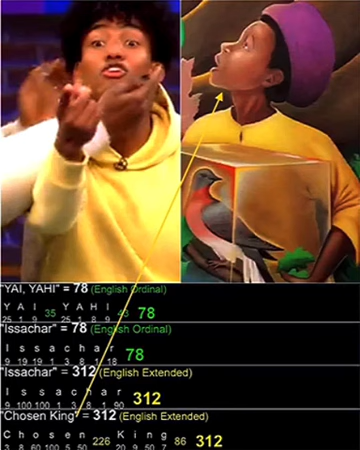 "YAI, YAHI" = 78 (English Ordinal)
Y A I Y A H I
25 1 9 35 25 1 8 9 43 78
"Issachar" = 78 (English Ordinal)
I s s a c h a r
9 19 19 1 3 8 1 18 78
"Issachar" = 312 (English Extended)
I s s a c h a r
9 100 100 1 3 8 1 90 312
"Chosen King" = 312 (English Extended)
C h o s e n K i n g
3 8 60 100 5 50 226 20 9 50 7 86 312